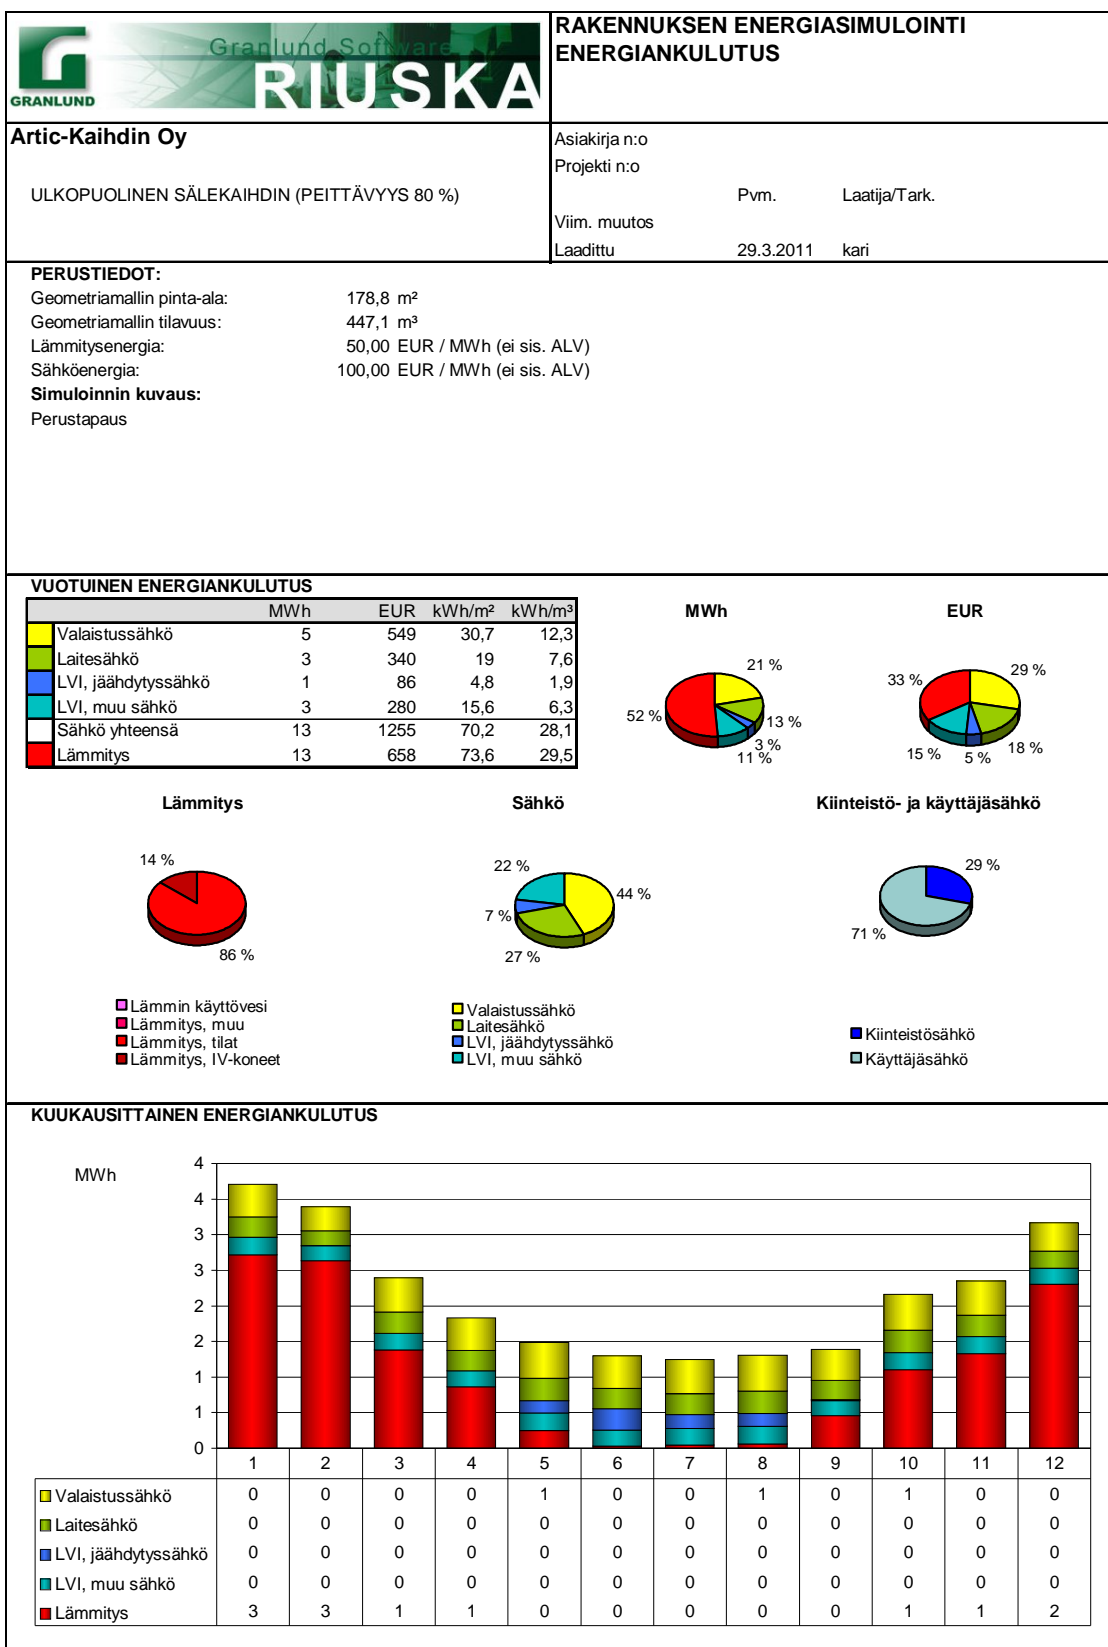 Granlund Software
RIUSKA
GRANLUND
RAKENNUKSEN ENERGIASIMULOINTI
ENERGIANKULUTUS
Artic-Kaihdin Oy
ULKOPUOLINEN SÄLEKAIHDIN (PEITTÄVYYS 80 %)
Asiakirja n:o
Projekti n:o
Pvm. Laatija/Tark.
Viim. muutos
Laadittu 29.3.2011 kari
PERUSTIEDOT:
Geometriamallin pinta-ala: 178,8 m²
Geometriamallin tilavuus: 447,1 m³
Lämmitysenergia: 50,00 EUR / MWh (ei sis. ALV)
Sähköenergia: 100,00 EUR / MWh (ei sis. ALV)
Simuloinnin kuvaus:
Perustapaus
VUOTUINEN ENERGIANKULUTUS
MWh EUR kWh/m² kWh/m³
Valaistussähkö 5 549 30,7 12,3
Laitesähkö 3 340 19 7,6
LVI, jäähdytyssähkö 1 86 4,8 1,9
LVI, muu sähkö 3 280 15,6 6,3
Sähkö yhteensä 13 1255 70,2 28,1
Lämmitys 13 658 73,6 29,5
MWh
21 %
13 %
3 %
11 %
52 %
EUR
29 %
18 %
5 %
15 %
33 %
Lämmitys
14 %
86 %
Lämmin käyttövesi
Lämmitys, muu
Lämmitys, tilat
Lämmitys, IV-koneet
Sähkö
22 %
44 %
7 %
27 %
Valaistussähkö
Laitesähkö
LVI, jäähdytyssähkö
LVI, muu sähkö
Kiinteistö- ja käyttäjäsähkö
29 %
71 %
Kiinteistösähkö
Käyttäjäsähkö
KUUKAUSITTAINEN ENERGIANKULUTUS
MWh
4
4
3
3
2
2
1
1
0
1 2 3 4 5 6 7 8 9 10 11 12
Valaistussähkö 0 0 0 0 1 0 0 1 0 1 0 0
Laitesähkö 0 0 0 0 0 0 0 0 0 0 0 0
LVI, jäähdytyssähkö 0 0 0 0 0 0 0 0 0 0 0 0
LVI, muu sähkö 0 0 0 0 0 0 0 0 0 0 0 0
Lämmitys 3 3 1 1 0 0 0 0 0 1 1 2